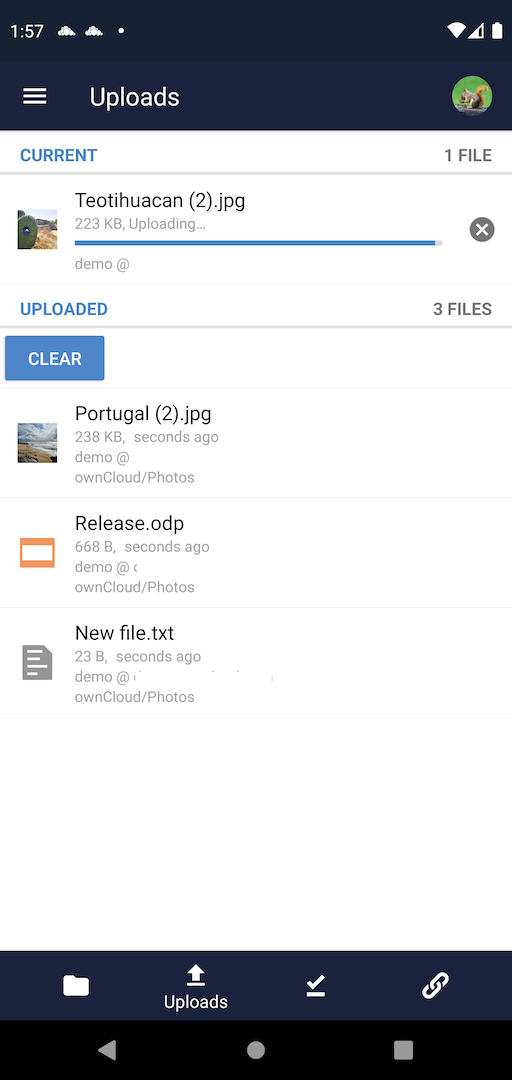 1:57
Uploads
CURRENT
1 FILE
Teotihuacan (2).jpg
223 KB, Uploading...
demo @
UPLOADED
3 FILES
CLEAR
Portugal (2).jpg
238 KB, seconds ago
demo @
ownCloud/Photos
Release.odp
668 B, seconds ago
demo @
ownCloud/Photos
New file.txt
23 B, seconds ago
demo @
ownCloud/Photos
Uploads